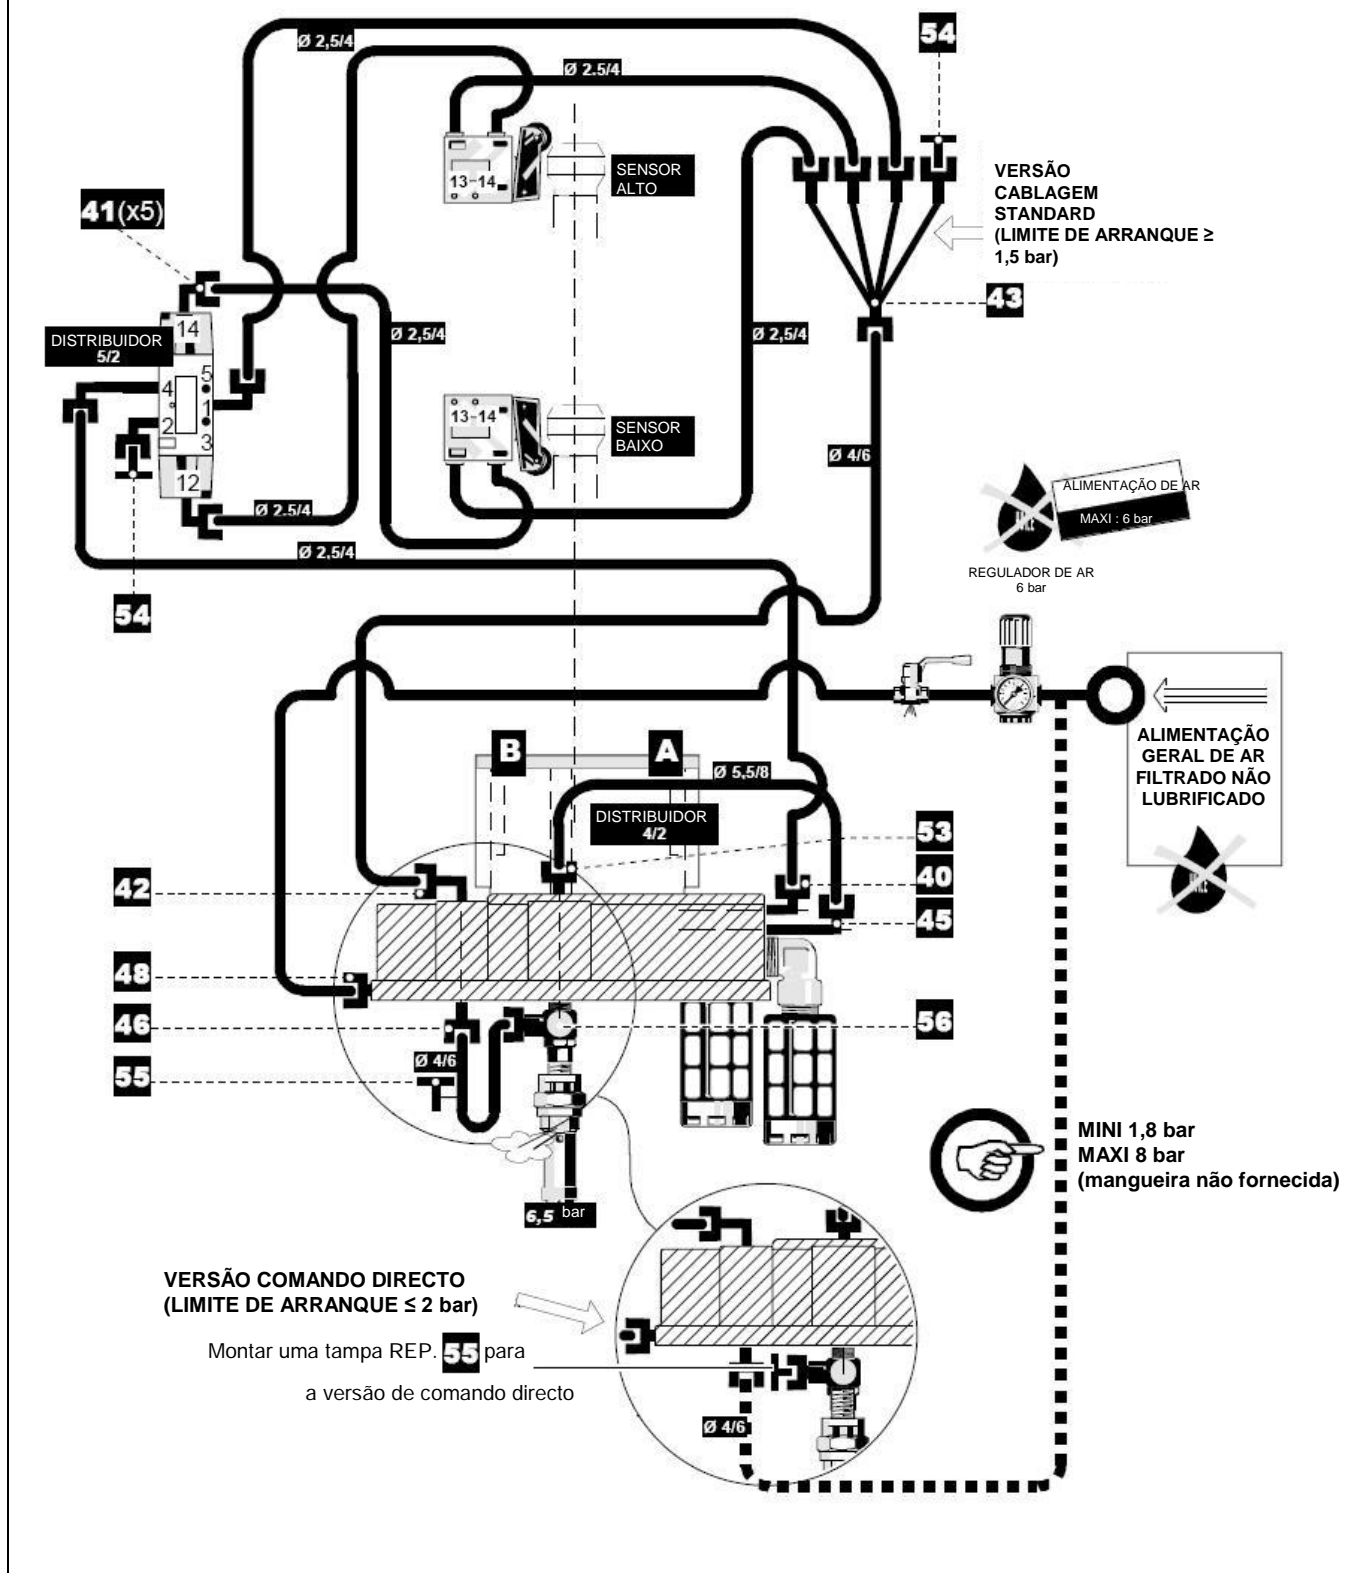 Ø 2,5/4
54
Ø 2,5/4
13-14
SENSOR
ALTO
VERSÃO
CABLAGEM
STANDARD
(LIMITE DE ARRANQUE ≥
1,5 bar)
41(x5)
43
14
DISTRIBUIDOR
5/2
Ø 2,5/4
Ø 2,5/4
5
4
1
2
3
12
13-14
SENSOR
BAIXO
Ø 4/6
Ø 2,5/4
Ø 2,5/4
54
ALIMENTAÇÃO DE AR
MAXI : 6 bar
REGULADOR DE AR
6 bar
ALIMENTAÇÃO
GERAL DE AR
FILTRADO NÃO
LUBRIFICADO
B
A
Ø 5,5/8
DISTRIBUIDOR
4/2
53
42
40
45
48
46
56
Ø 4/6
55
6,5 bar
MINI 1,8 bar
MAXI 8 bar
(mangueira não fornecida)
VERSÃO COMANDO DIRECTO
(LIMITE DE ARRANQUE ≤ 2 bar)
Montar uma tampa REP. 55 para
a versão de comando directo
Ø 4/6